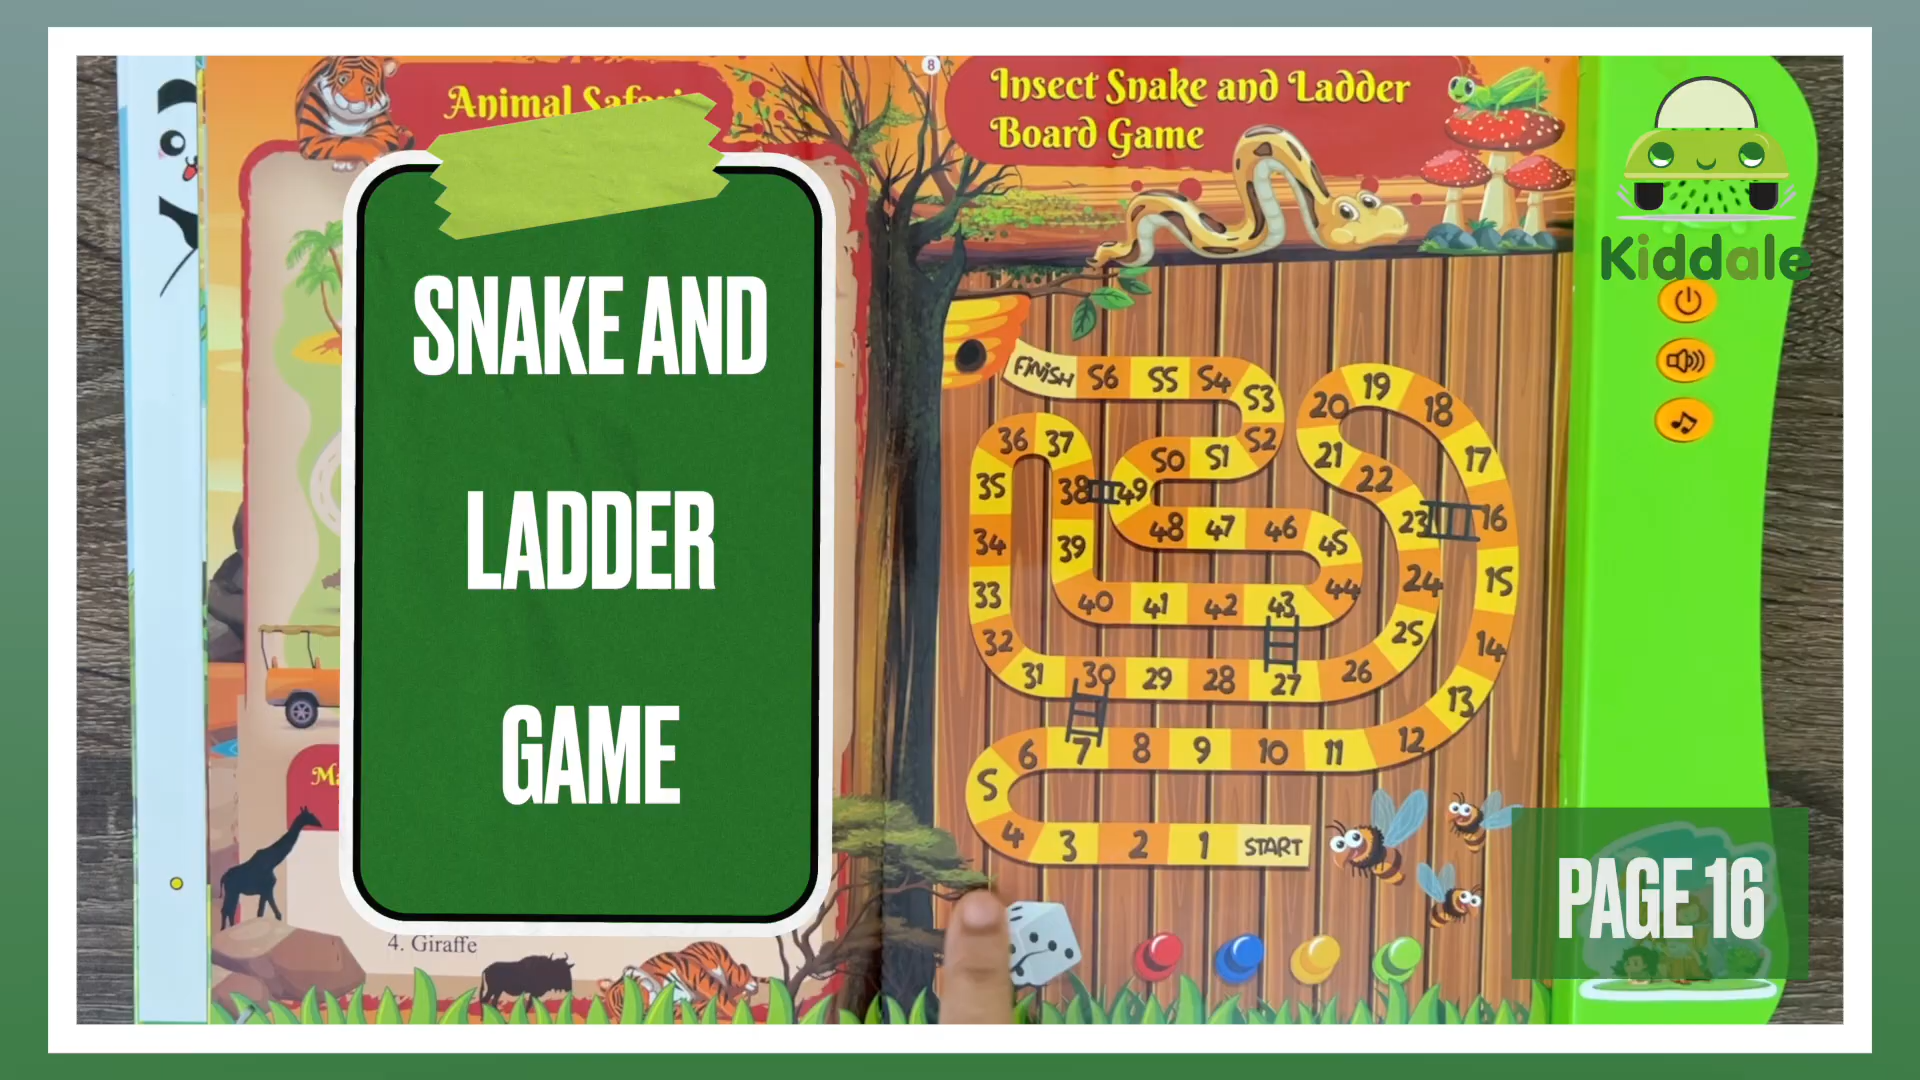 Animal Safari
8
Insect Snake and Ladder
Board Game
Kiddale
SNAKE AND
LADDER
GAME
FINISH 56 55 54 53
52 51 50 49 48 47 46 45 44
36 37 38 39 40 41 42 43
35 34 33 32 31 30 29 28 27 26 25 24 23 22 21 20 19 18 17 16 15 14 13 12 11 10 9 8 7 6 5 4 3 2 1 START
4. Giraffe
PAGE 16